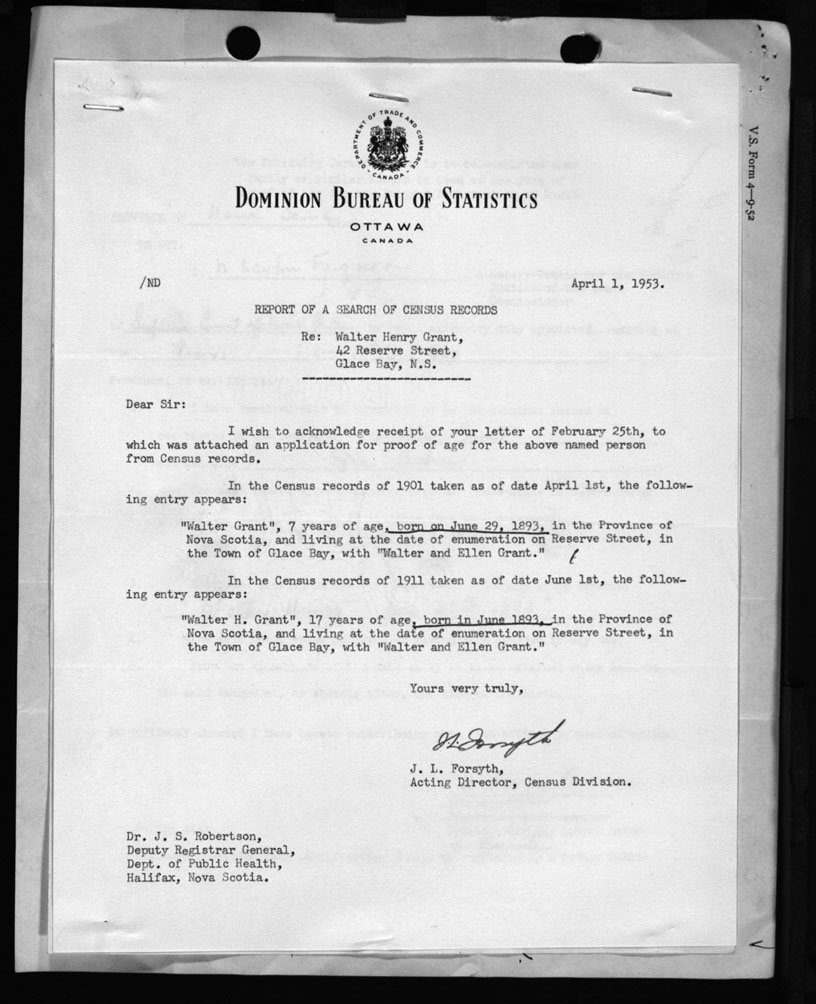 DEPARTMENT OF TRADE AND COMMERCE
CANADA
DOMINION BUREAU OF STATISTICS
OTTAWA
CANADA
V.S. Form 4—9-52
/ND April 1, 1953.
REPORT OF A SEARCH OF CENSUS RECORDS
Re: Walter Henry Grant,
42 Reserve Street,
Glace Bay, N.S.
Dear Sir:
I wish to acknowledge receipt of your letter of February 25th, to
which was attached an application for proof of age for the above named person
from Census records.
In the Census records of 1901 taken as of date April 1st, the follow-
ing entry appears:
"Walter Grant", 7 years of age, born on June 29, 1893, in the Province of
Nova Scotia, and living at the date of enumeration on Reserve Street, in
the Town of Glace Bay, with "Walter and Ellen Grant."
In the Census records of 1911 taken as of date June 1st, the follow-
ing entry appears:
"Walter H. Grant", 17 years of age, born in June 1893, in the Province of
Nova Scotia, and living at the date of enumeration on Reserve Street, in
the Town of Glace Bay, with "Walter and Ellen Grant."
Yours very truly,
J. L. Forsyth
J. L. Forsyth,
Acting Director, Census Division.
Dr. J. S. Robertson,
Deputy Registrar General,
Dept. of Public Health,
Halifax, Nova Scotia.